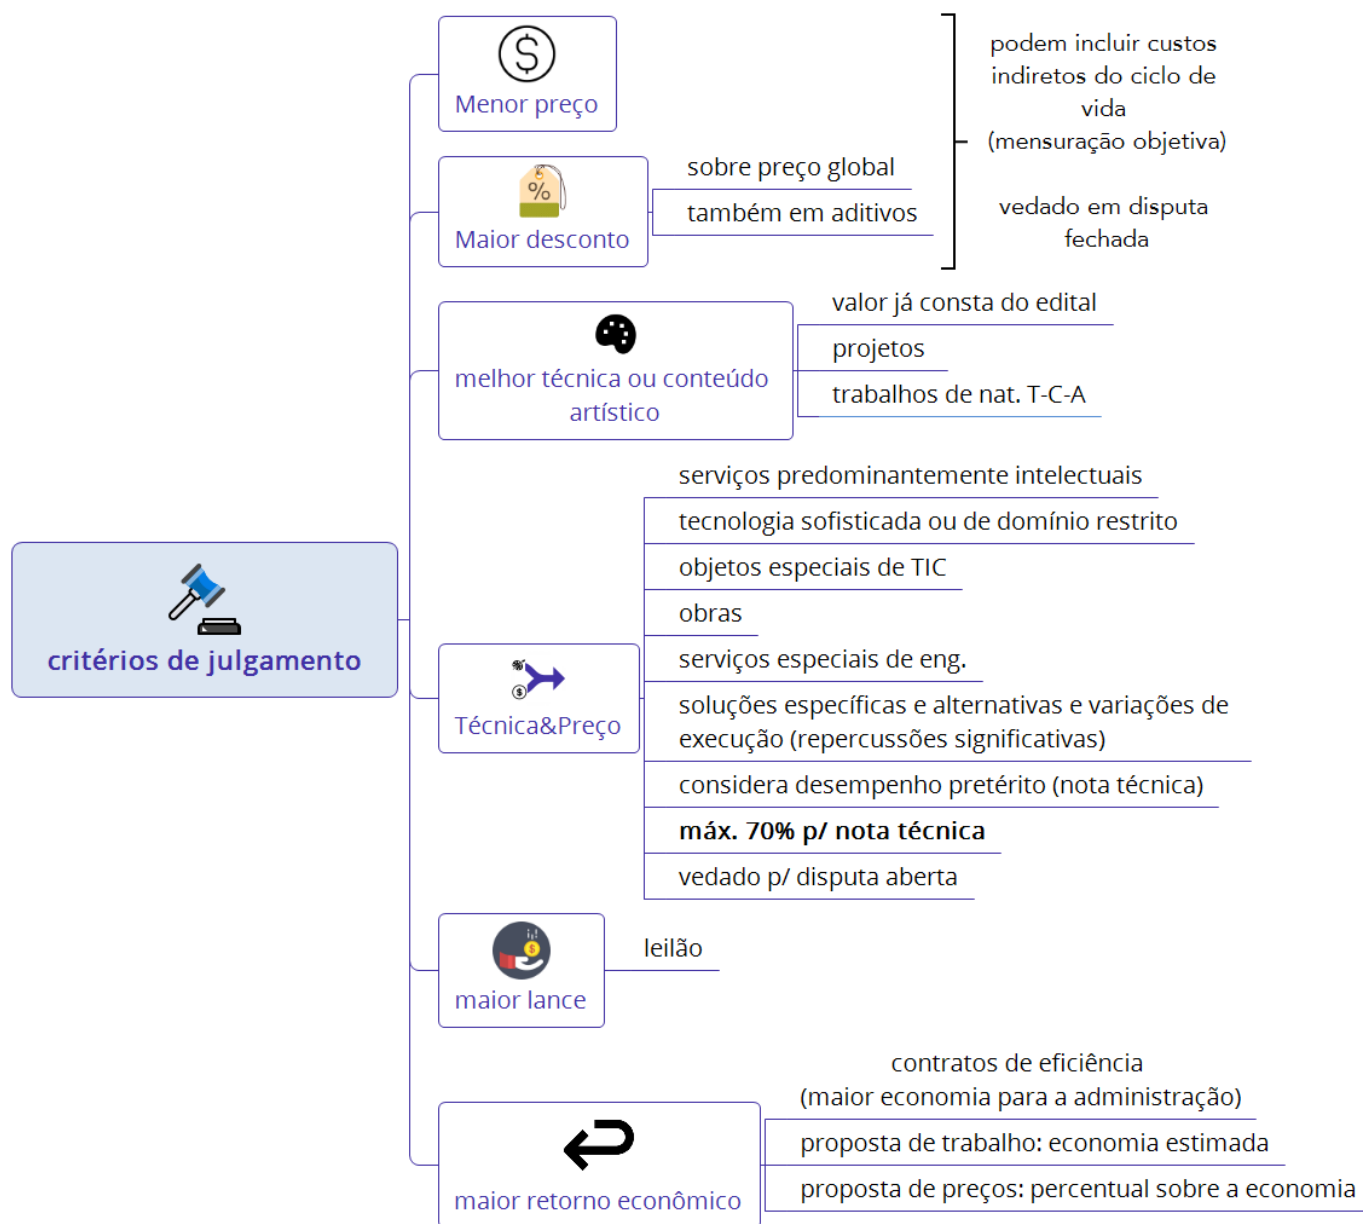 critérios de julgamento
Menor preço
Maior desconto
sobre preço global
também em aditivos
podem incluir custos
indiretos do ciclo de
vida
(mensuração objetiva)
vedado em disputa
fechada
melhor técnica ou conteúdo
artístico
valor já consta do edital
projetos
trabalhos de nat. T-C-A
Técnica&Preço
serviços predominantemente intelectuais
tecnologia sofisticada ou de domínio restrito
objetos especiais de TIC
obras
serviços especiais de eng.
soluções específicas e alternativas e variações de
execução (repercussões significativas)
considera desempenho pretérito (nota técnica)
máx. 70% p/ nota técnica
vedado p/ disputa aberta
maior lance
leilão
maior retorno econômico
contratos de eficiência
(maior economia para a administração)
proposta de trabalho: economia estimada
proposta de preços: percentual sobre a economia